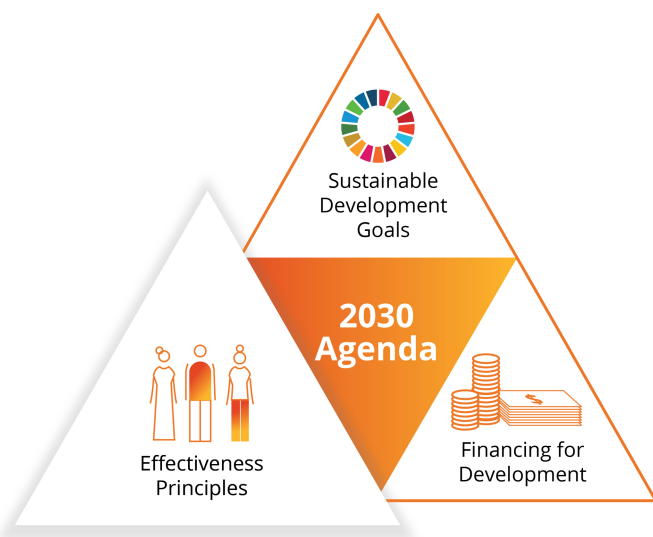 Sustainable
Development
Goals
2030
Agenda
Effectiveness
Principles
Financing for
Development